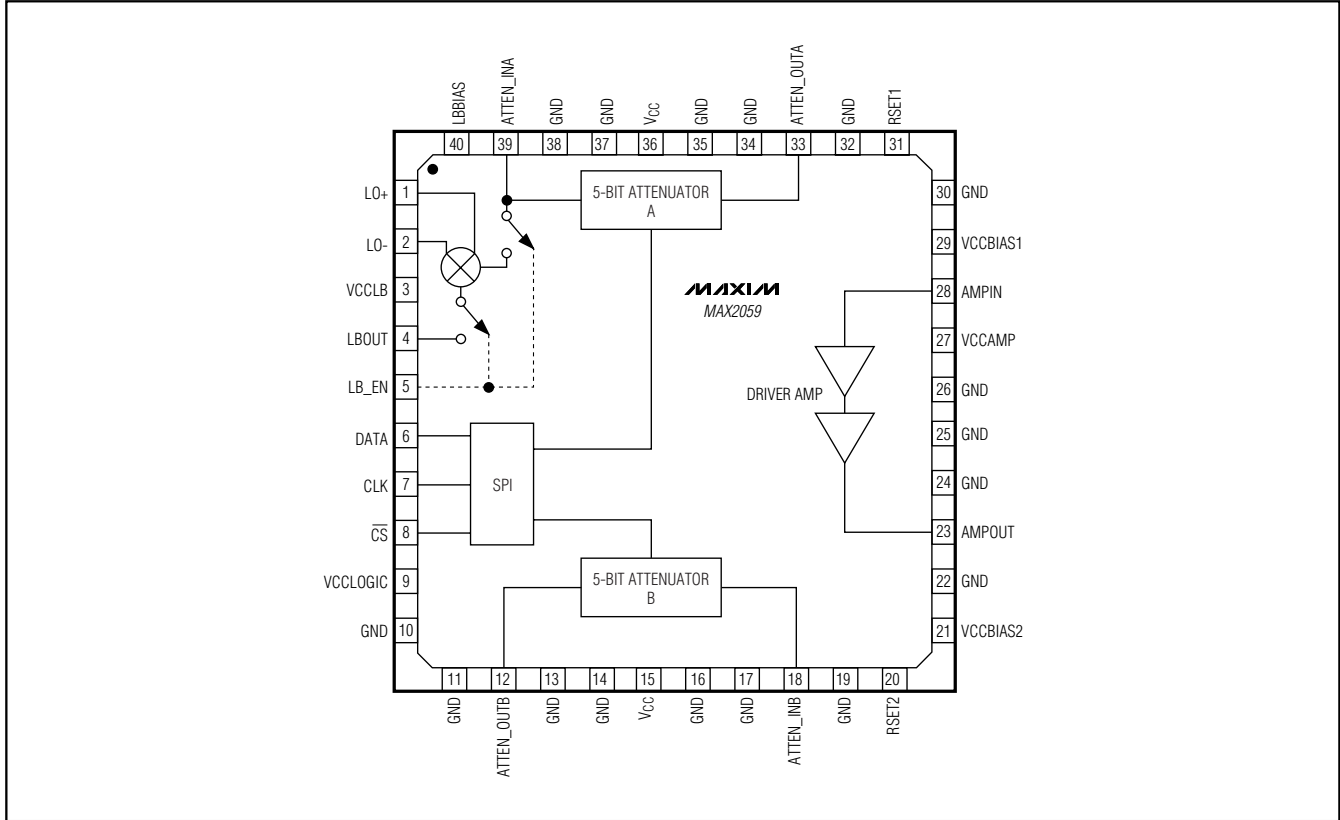 LBBIAS
ATTEN_INA
GND
GND
VCC
GND
GND
ATTEN_OUTA
GND
RSET1
40 39 38 37 36 35 34 33 32 31
LO+ 1
LO- 2
VCCLB 3
LBOUT 4
LB_EN 5
DATA 6
CLK 7
CS 8
VCCLOGIC 9
GND 10
5-BIT ATTENUATOR
A
MAXIM
MAX2059
DRIVER AMP
SPI
5-BIT ATTENUATOR
B
30 GND
29 VCCBIAS1
28 AMPIN
27 VCCAMP
26 GND
25 GND
24 GND
23 AMPOUT
22 GND
21 VCCBIAS2
11 12 13 14 15 16 17 18 19 20
GND
ATTEN_OUTB
GND
GND
VCC
GND
GND
ATTEN_INB
GND
RSET2